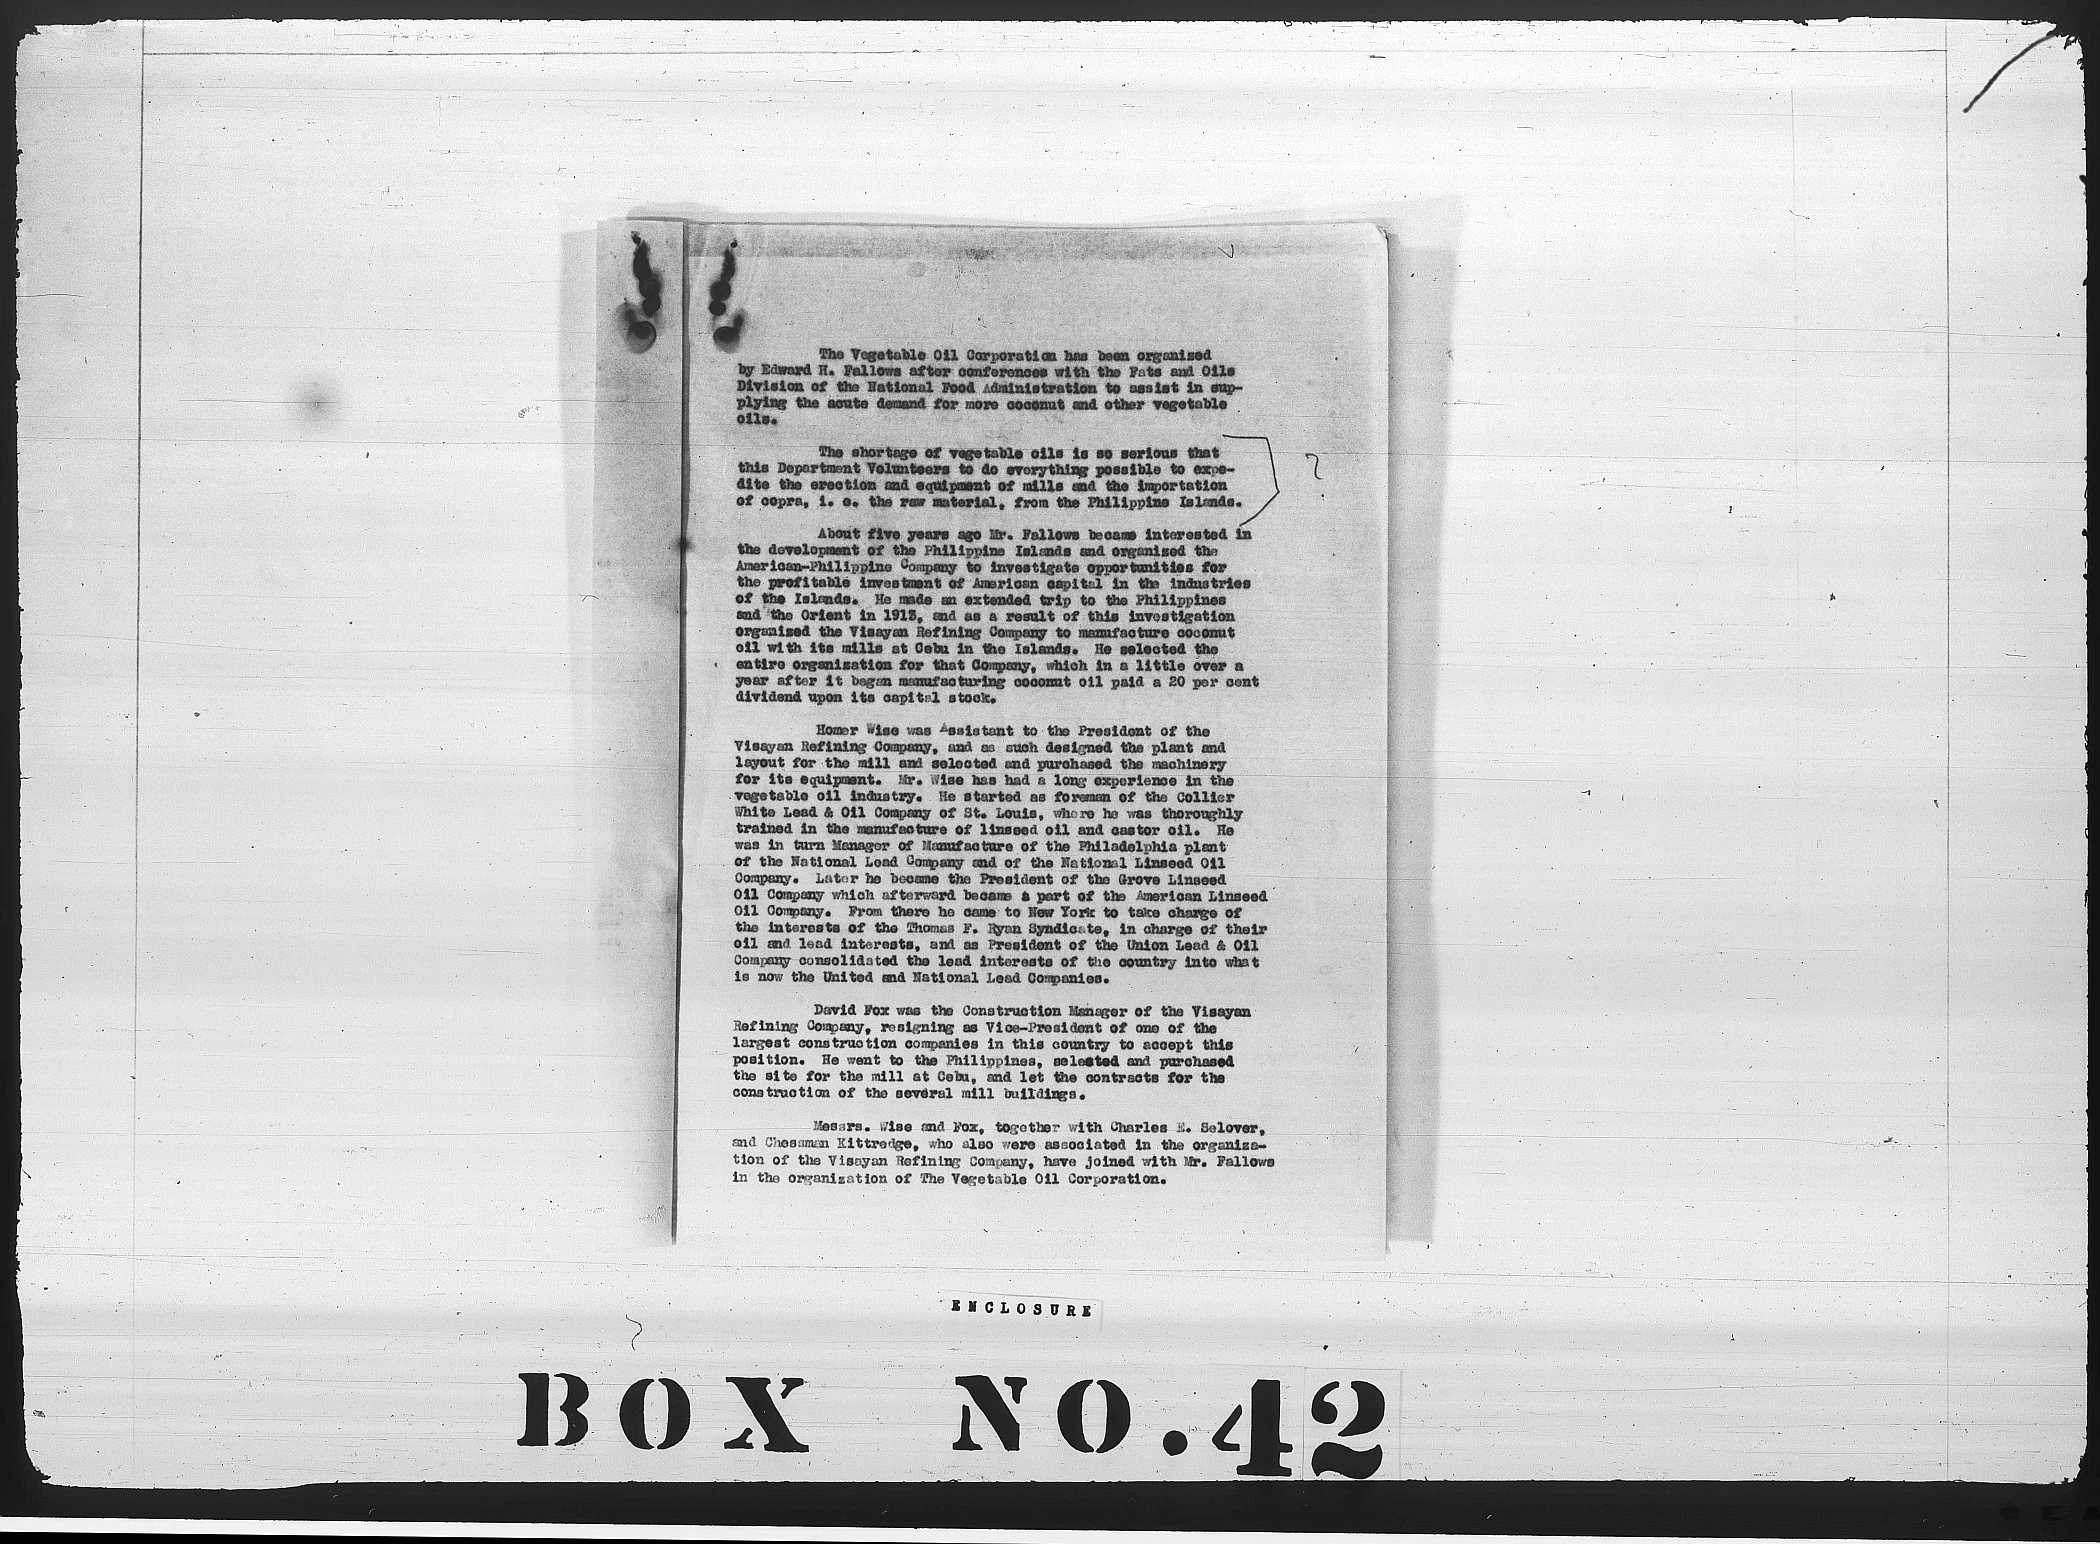 The Vegetable Oil Corporation has been organized
by Edward H. Fallows after conferences with the Fats and Oils
Division of the National Food Administration to assist in sup-
plying the acute demand for more coconut and other vegetable
oils.
The shortage of vegetable oils is so serious that
this Department Volunteers to do everything possible to expe-
dite the erection and equipment of mills and the importation
of copra, i. e. the raw material, from the Philippine Islands.
?
About five years ago Mr. Fallows became interested in
the development of the Philippine Islands and organized the
American-Philippine Company to investigate opportunities for
the profitable investment of American capital in the industries
of the Islands. He made an extended trip to the Philippines
and the Orient in 1913, and as a result of this investigation
organized the Visayan Refining Company to manufacture coconut
oil with its mills at Cebu in the Islands. He selected the
entire organization for that Company, which in a little over a
year after it began manufacturing coconut oil paid a 20 per cent
dividend upon its capital stock.
Homer Wise was Assistant to the President of the
Visayan Refining Company, and as such designed the plant and
layout for the mill and selected and purchased the machinery
for its equipment. Mr. Wise has had a long experience in the
vegetable oil industry. He started as foreman of the Collier
White Lead & Oil Company of St. Louis, where he was thoroughly
trained in the manufacture of linseed oil and castor oil. He
was in turn Manager of Manufacture of the Philadelphia plant
of the National Lead Company and of the National Linseed Oil
Company. Later he became the President of the Grove Linseed
Oil Company which afterward became a part of the American Linseed
Oil Company. From there he came to New York to take charge of
the interests of the Thomas F. Ryan Syndicate, in charge of their
oil and lead interests, and as President of the Union Lead & Oil
Company consolidated the lead interests of the country into what
is now the United and National Lead Companies.
David Fox was the Construction Manager of the Visayan
Refining Company, resigning as Vice-President of one of the
largest construction companies in this country to accept this
position. He went to the Philippines, selected and purchased
the site for the mill at Cebu, and let the contracts for the
construction of the several mill buildings.
Messrs. Wise and Fox, together with Charles E. Selover,
and Chessman Kittredge, who also were associated in the organiza-
tion of the Visayan Refining Company, have joined with Mr. Fallows
in the organization of The Vegetable Oil Corporation.
ENCLOSURE
BOX NO.42